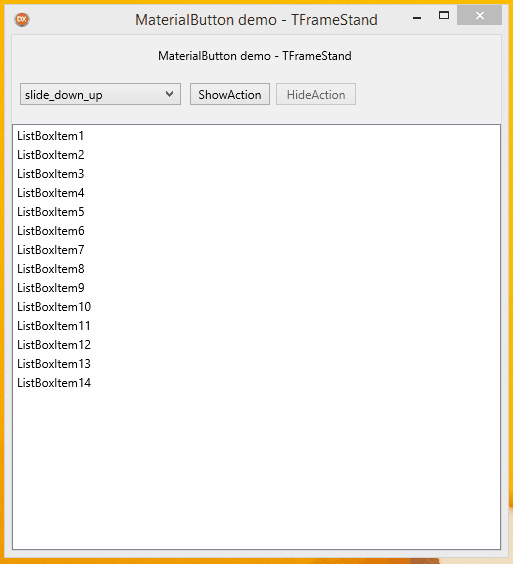 DX MaterialButton demo - TFrameStand
MaterialButton demo - TFrameStand
slide_down_up ShowAction HideAction
ListBoxItem1
ListBoxItem2
ListBoxItem3
ListBoxItem4
ListBoxItem5
ListBoxItem6
ListBoxItem7
ListBoxItem8
ListBoxItem9
ListBoxItem10
ListBoxItem11
ListBoxItem12
ListBoxItem13
ListBoxItem14